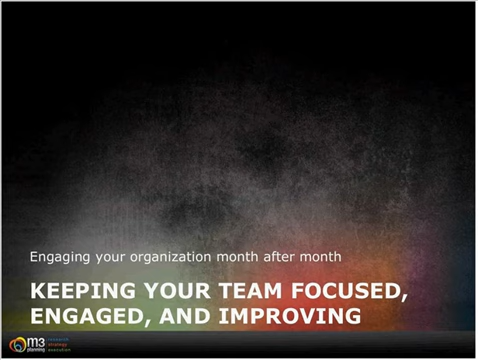 Engaging your organization month after month
KEEPING YOUR TEAM FOCUSED,
ENGAGED, AND IMPROVING
m3
planning
research
strategy
execution